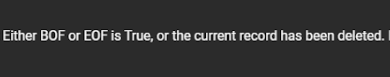 Either BOF or EOF is True, or the current record has been deleted.